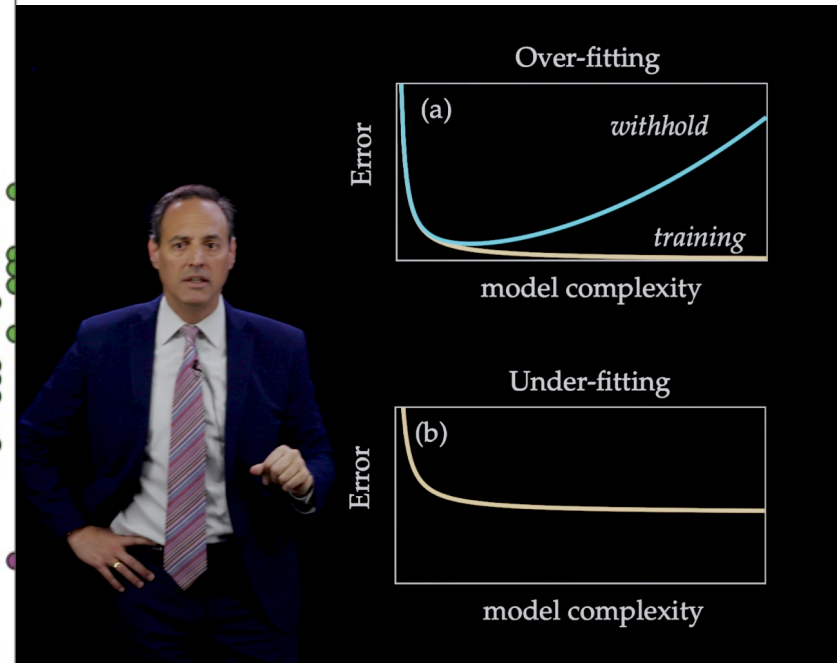 Over-fitting
(a)
withhold
Error
training
model complexity
Under-fitting
(b)
Error
model complexity